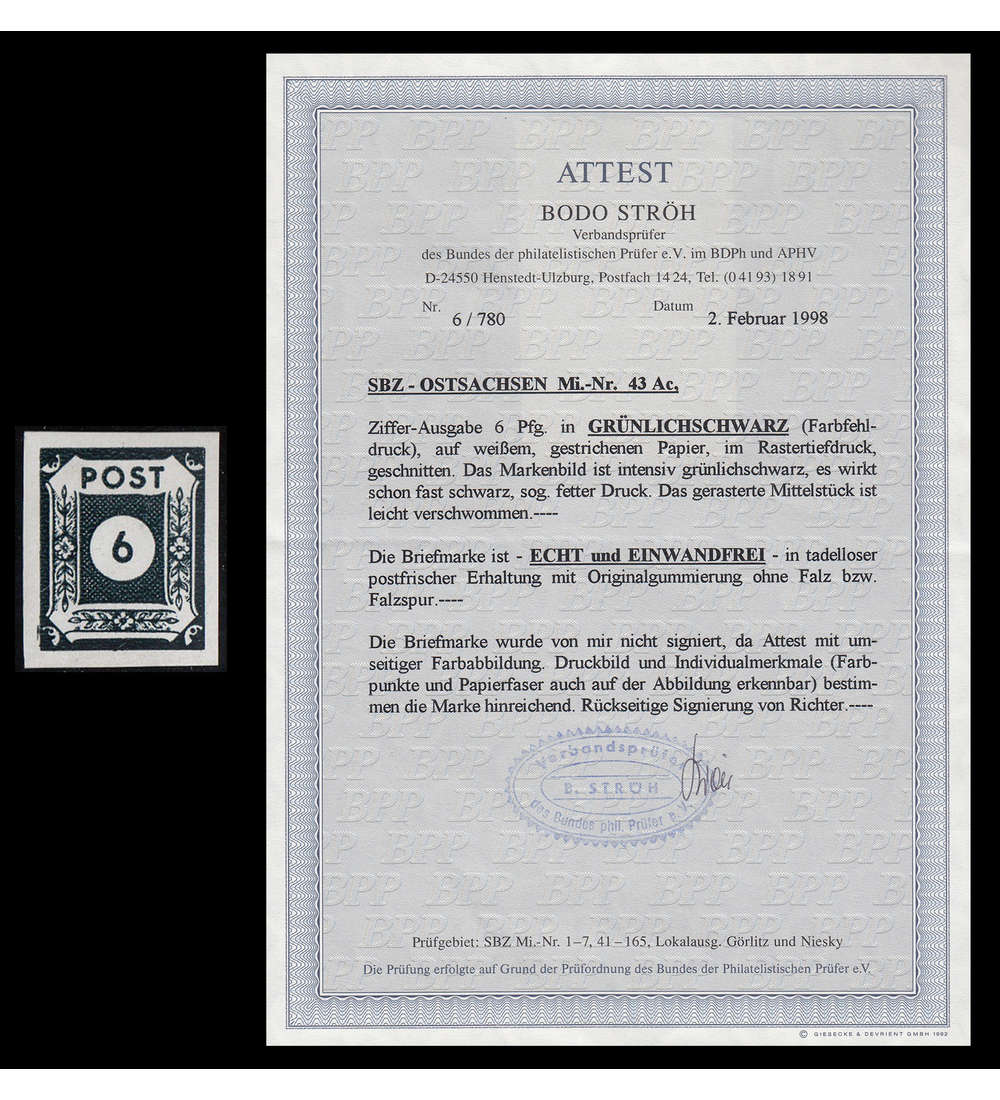 POST
6
ATTEST
BODO STRÖH
Verbandsprüfer
des Bundes der philatelistischen Prüfer e.V. im BDPh und APHV
D-24550 Henstedt-Ulzburg, Postfach 14 24, Tel. (0 41 93) 18 91
Nr. 6 / 780 Datum 2. Februar 1998
SBZ - OSTSACHSEN Mi.-Nr. 43 Ac,
Ziffer-Ausgabe 6 Pfg. in GRÜNLICHSCHWARZ (Farbfehl-
druck), auf weißem, gestrichenen Papier, im Rastertiefdruck,
geschnitten. Das Markenbild ist intensiv grünlichschwarz, es wirkt
schon fast schwarz, sog. fetter Druck. Das gerasterte Mittelstück ist
leicht verschwommen.----
Die Briefmarke ist - ECHT und EINWANDFREI - in tadelloser
postfrischer Erhaltung mit Originalgummierung ohne Falz bzw.
Falzspur.----
Die Briefmarke wurde von mir nicht signiert, da Attest mit um-
seitiger Farbabbildung. Druckbild und Individualmerkmale (Farb-
punkte und Papierfaser auch auf der Abbildung erkennbar) bestim-
men die Marke hinreichend. Rückseitige Signierung von Richter.----
Verbandsprüfer
B. STRÖH
des Bundes phil. Prüfer e. V.
Prüfgebiet: SBZ Mi.-Nr. 1–7, 41–165, Lokalausg. Görlitz und Niesky
Die Prüfung erfolgte auf Grund der Prüfordnung des Bundes der Philatelistischen Prüfer e.V.
© GIESECKE & DEVRIENT GMBH 1992